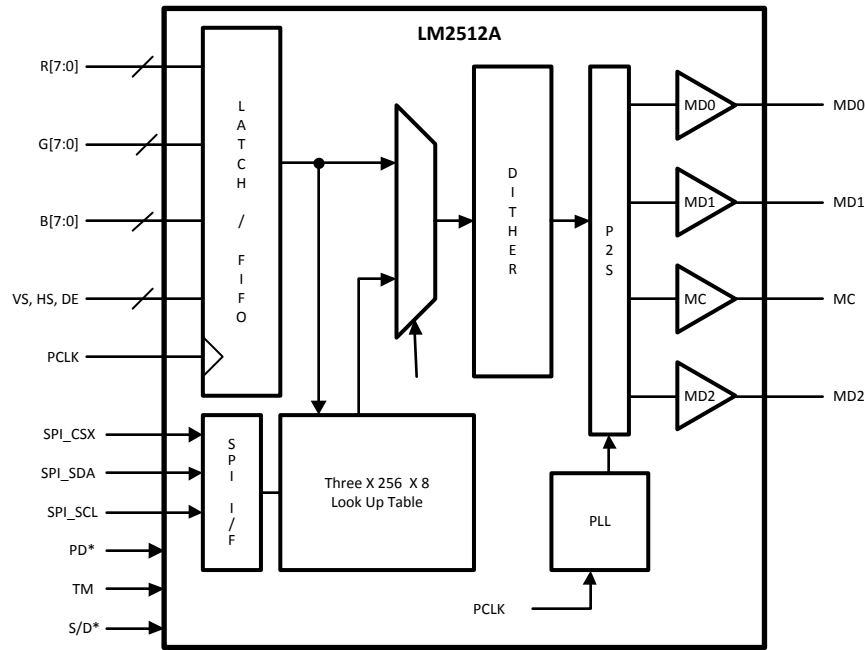 LM2512A
R[7:0]
G[7:0]
B[7:0]
VS, HS, DE
PCLK
SPI_CSX
SPI_SDA
SPI_SCL
PD*
TM
S/D*
L
A
T
C
H
/
F
I
F
O
S
P
I
I
/
F
Three X 256 X 8
Look Up Table
D
I
T
H
E
R
P
2
S
PLL
PCLK
MD0
MD1
MC
MD2
MD0
MD1
MC
MD2